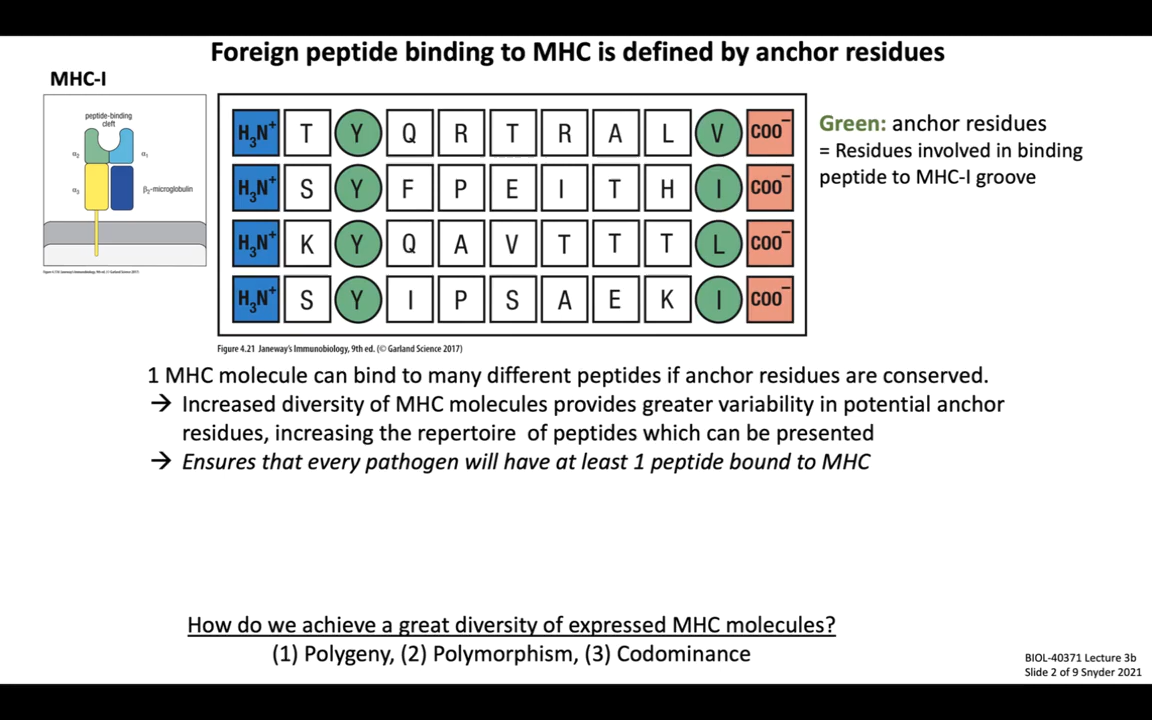 Foreign peptide binding to MHC is defined by anchor residues
MHC-I
peptide-binding
cleft
α₂
α₁
α₃
β₂-microglobulin
H₃N⁺ T Y Q R T R A L V COO⁻
H₃N⁺ S Y F P E I T H I COO⁻
H₃N⁺ K Y Q A V T T T L COO⁻
H₃N⁺ S Y I P S A E K I COO⁻
Green: anchor residues
= Residues involved in binding
peptide to MHC-I groove
Figure 4.21 Janeway's Immunobiology, 9th ed. (© Garland Science 2017)
1 MHC molecule can bind to many different peptides if anchor residues are conserved.
→ Increased diversity of MHC molecules provides greater variability in potential anchor
residues, increasing the repertoire of peptides which can be presented
→ Ensures that every pathogen will have at least 1 peptide bound to MHC
How do we achieve a great diversity of expressed MHC molecules?
(1) Polygeny, (2) Polymorphism, (3) Codominance
BIOL-40371 Lecture 3b
Slide 2 of 9 Snyder 2021